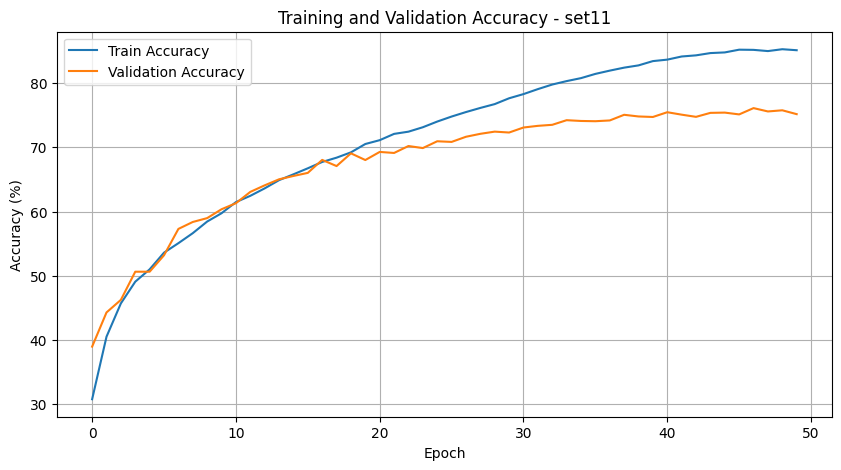 Training and Validation Accuracy - set11
Train Accuracy
Validation Accuracy
Accuracy (%)
80
70
60
50
40
30
0 10 20 30 40 50
Epoch